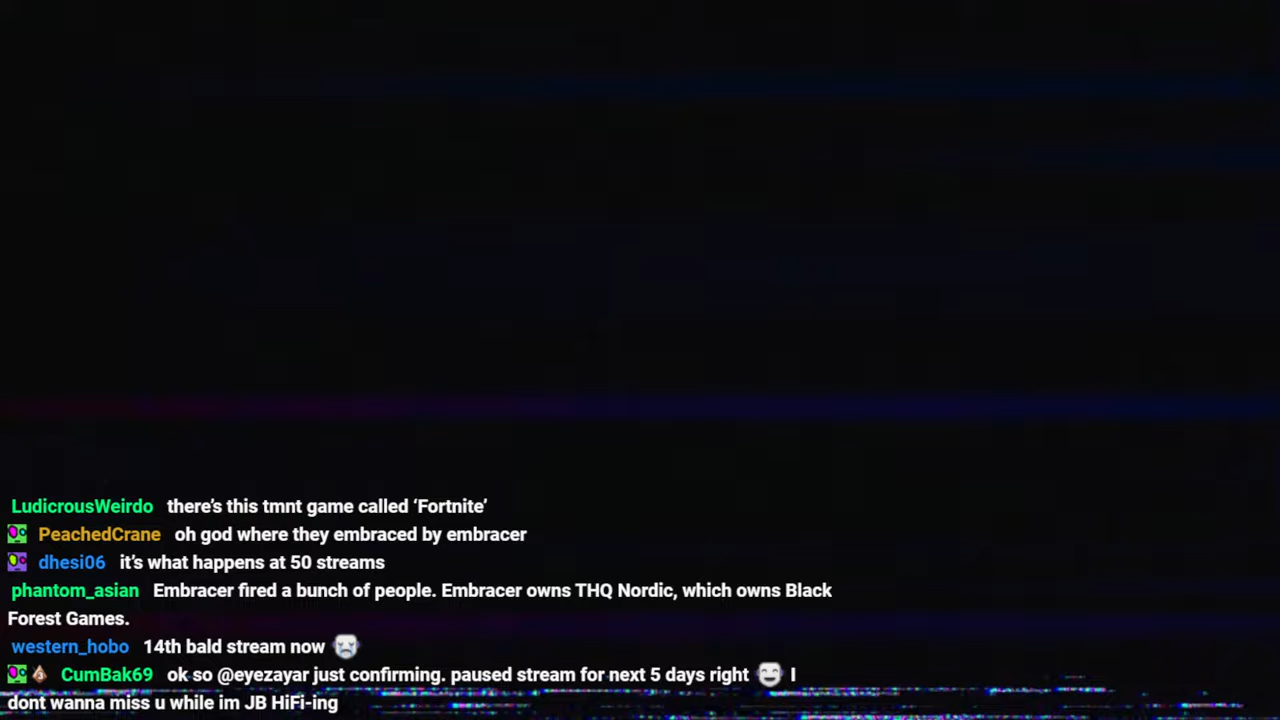 LudicrousWeirdo there’s this tmnt game called ‘Fortnite’
PeachedCrane oh god where they embraced by embracer
dhesi06 it’s what happens at 50 streams
phantom_asian Embracer fired a bunch of people. Embracer owns THQ Nordic, which owns Black
Forest Games.
western_hobo 14th bald stream now
CumBak69 ok so @eyezayar just confirming. paused stream for next 5 days right I
dont wanna miss u while im JB HiFi-ing